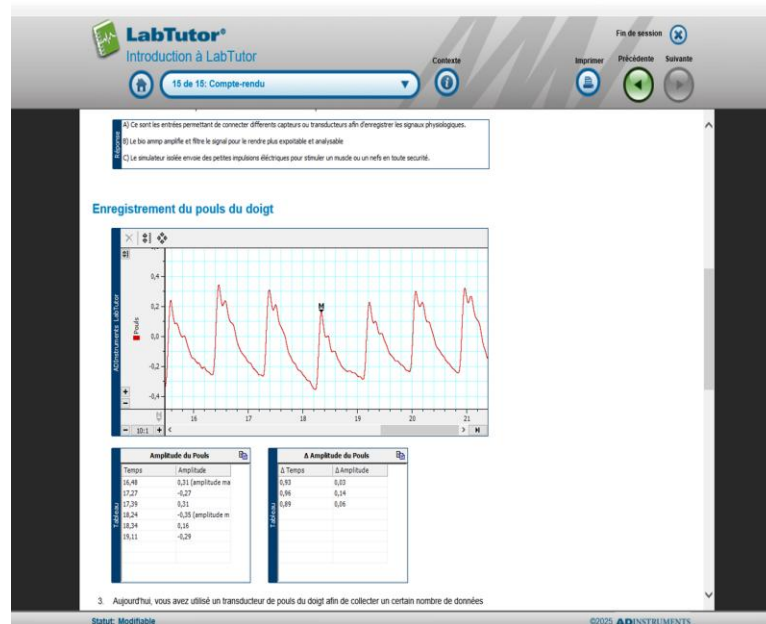 LabTutor®
Introduction à LabTutor
Fin de session
15 de 15: Compte-rendu
Contexte
Imprimer
Précédente
Suivante
Réponse
A) Ce sont les entrées permettant de connecter differents capteurs ou transducteurs afin d'enregistrer les signaux physiologiques.
B) Le bio ammp amplifie et filtre le signal pour le rendre plus expoitable et analysable
C) Le simulateur isolée envoie des petites impulsions éléctriques pour stimuler un muscle ou un nefs en toute securité.
Enregistrement du pouls du doigt
ADInstruments LabTutor
Pouls
0,4
0,2
0,0
-0,2
-0,4
M
16 17 18 19 20 21
10:1
Tableau
Amplitude du Pouls
Temps Amplitude
16,48 0,31 (amplitude ma
17,27 -0,27
17,39 0,31
18,24 -0,35 (amplitude m
18,34 0,16
19,11 -0,29
Tableau
Δ Amplitude du Pouls
Δ Temps Δ Amplitude
0,93 0,03
0,96 0,14
0,89 0,06
3. Aujourd'hui, vous avez utilisé un transducteur de pouls du doigt afin de collecter un certain nombre de données
Statut: Modifiable
©2025 ADINSTRUMENTS